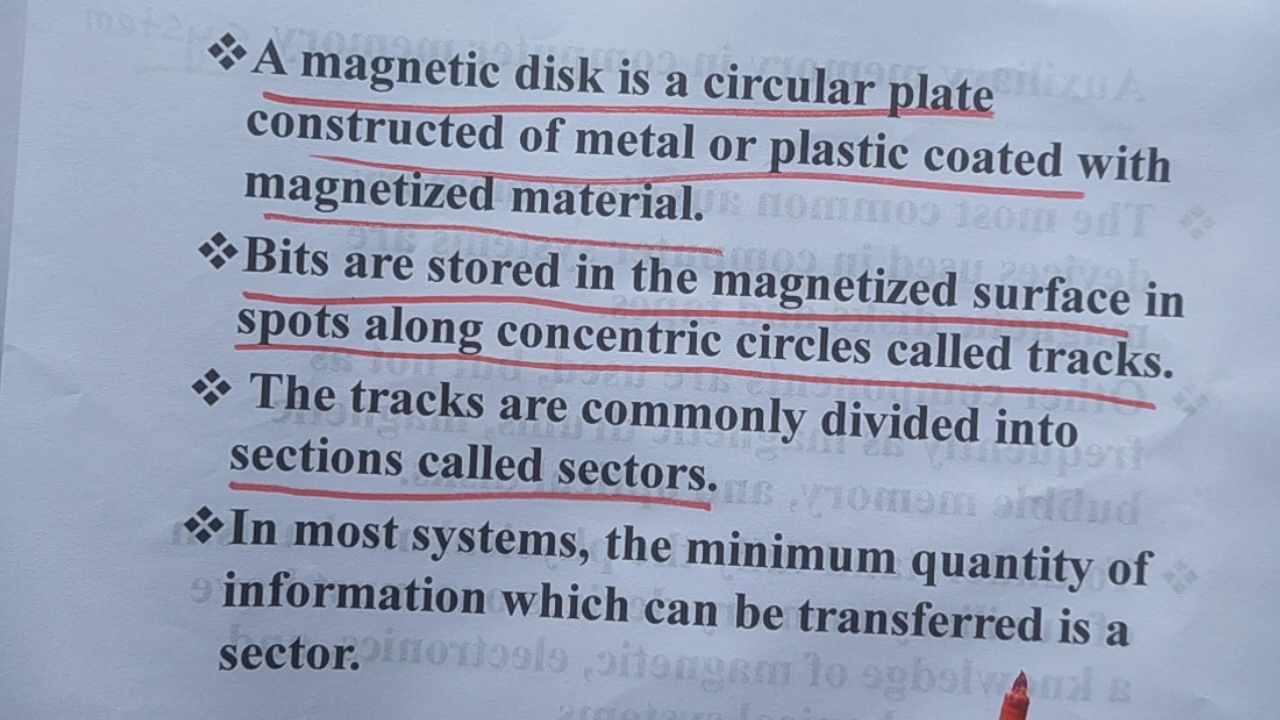 ❖A magnetic disk is a circular plate
constructed of metal or plastic coated with
magnetized material.
❖Bits are stored in the magnetized surface in
spots along concentric circles called tracks.
❖ The tracks are commonly divided into
sections called sectors.
❖In most systems, the minimum quantity of
information which can be transferred is a
sector.